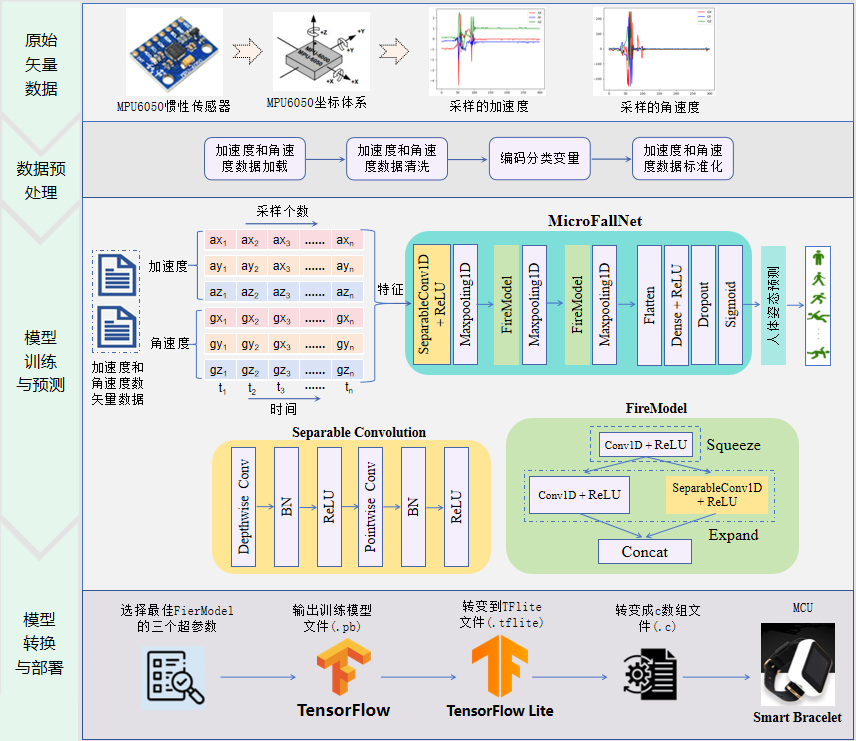 原始
矢量
数据
MPU-6000
MPU-6050
+Z
+Y
+Y
+X
+X
MPU6050惯性传感器
MPU6050坐标体系
采样的加速度
采样的角速度
数据预
处理
加速度和角速
度数据加载
加速度和角速
度数据清洗
编码分类变量
加速度和角速
度数据标准化
模型
训练
与预测
加速度和
角速度数
矢量数据
采样个数
加速度
角速度
ax1 ax2 ax3 ...... axn
ay1 ay2 ax3 ...... ayn
az1 az2 az3 ...... azn
gx1 gx2 gx3 ...... gxn
gy1 gy2 gx3 ...... gyn
gz1 gz2 gz3 ...... gzn
t1 t2 t3 ...... tn
时间
特征
MicroFallNet
SeparableConv1D
+ ReLU
Maxpooling1D
FireModel
Maxpooling1D
FireModel
Maxpooling1D
Flatten
Dense + ReLU
Dropout
Sigmoid
人体姿态预测
Separable Convolution
Depthwise Conv
BN
ReLU
Pointwise Conv
BN
ReLU
FireModel
Conv1D + ReLU
Squeeze
Conv1D + ReLU
SeparableConv1D
+ ReLU
Expand
Concat
模型
转换
与部署
选择最佳FierModel
的三个超参数
输出训练模型
文件(.pb)
TensorFlow
转变到TFlite
文件(.tflite)
TensorFlow Lite
转变成c数组文
件(.c)
MCU
Smart Bracelet